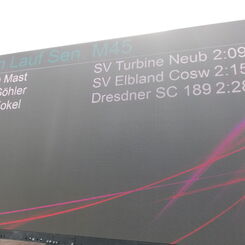 Lauf Sen. M45
Mast SV Turbine Neub 2:09
Göhler SV Elbland Cosw 2:15
okel Dresdner SC 189 2:28